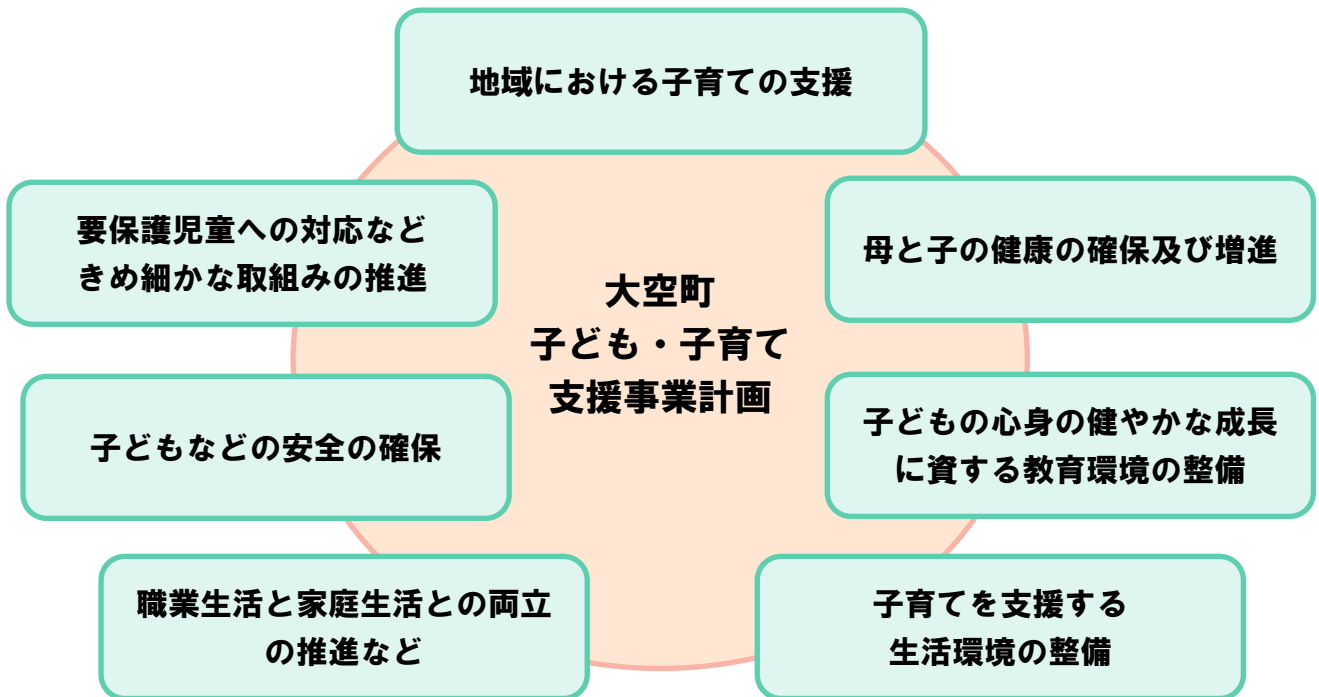 地域における子育ての支援
要保護児童への対応など
きめ細かな取組みの推進
母と子の健康の確保及び増進
大空町
子ども・子育て
支援事業計画
子どもなどの安全の確保
子どもの心身の健やかな成長
に資する教育環境の整備
職業生活と家庭生活との両立
の推進など
子育てを支援する
生活環境の整備